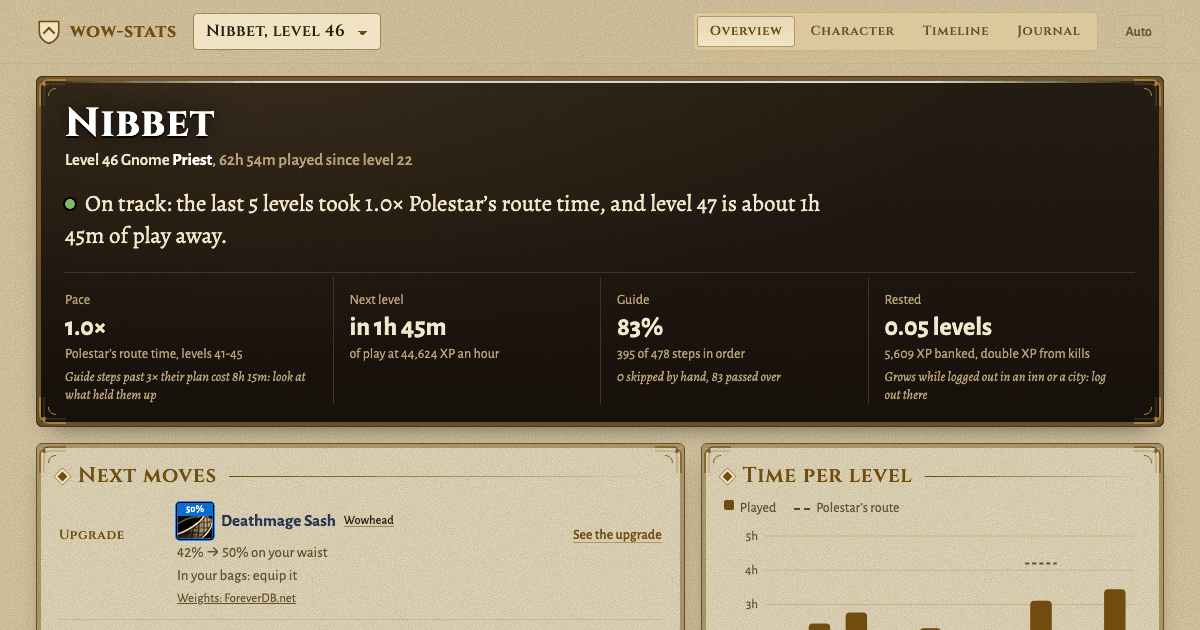 WOW-STATS
Nibbet, level 46
Overview
Character
Timeline
Journal
Auto
Nibbet
Level 46 Gnome Priest, 62h 54m played since level 22
On track: the last 5 levels took 1.0× Polestar’s route time, and level 47 is about 1h
45m of play away.
Pace
1.0×
Polestar’s route time, levels 41-45
Guide steps past 3× their plan cost 8h 15m: look at
what held them up
Next level
in 1h 45m
of play at 44,624 XP an hour
Guide
83%
395 of 478 steps in order
0 skipped by hand, 83 passed over
Rested
0.05 levels
5,609 XP banked, double XP from kills
Grows while logged out in an inn or a city: log
out there
Next moves
Upgrade
50%
Deathmage Sash Wowhead
42% → 50% on your waist
In your bags: equip it
Weights: ForeverDB.net
See the upgrade
Time per level
Played
Polestar’s route
5h
4h
3h